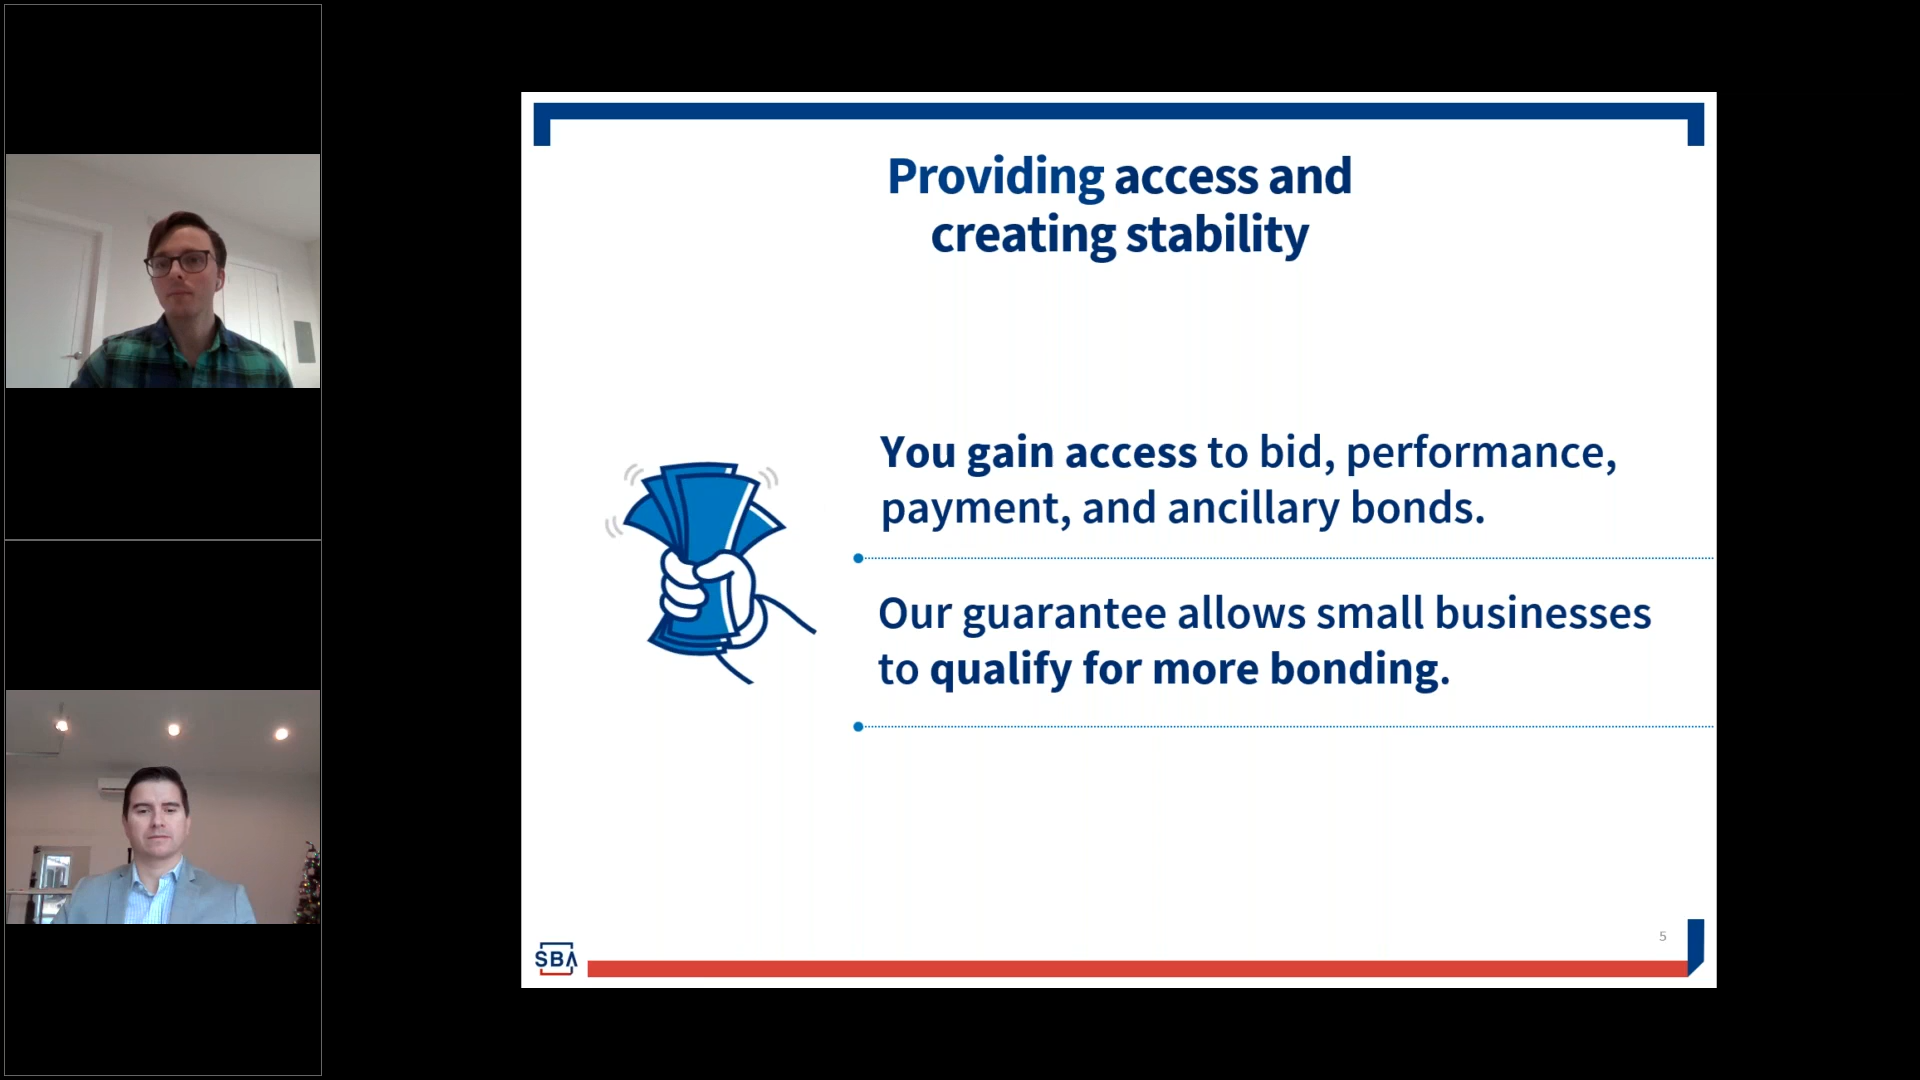 Providing access and
creating stability
You gain access to bid, performance,
payment, and ancillary bonds.
Our guarantee allows small businesses
to qualify for more bonding.
5
SBA